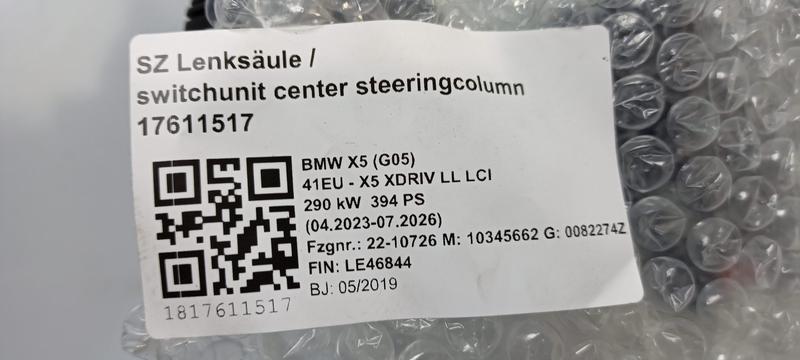 SZ Lenksäule /
switchunit center steeringcolumn
17611517
BMW X5 (G05)
41EU - X5 XDRIV LL LCI
290 kW 394 PS
(04.2023-07.2026)
Fzgnr.: 22-10726 M: 10345662 G: 0082274Z
FIN: LE46844
BJ: 05/2019
1817611517